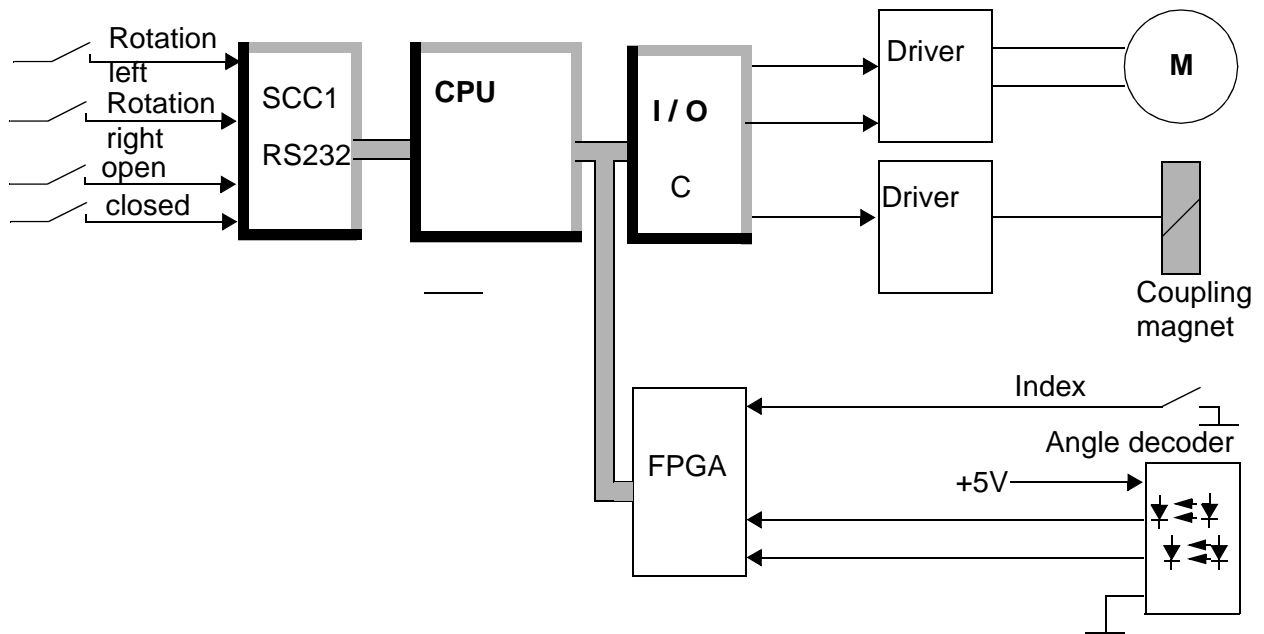 Rotation
left
Rotation
right
open
closed
SCC1
RS232
CPU
I / O
C
Driver
M
Driver
Coupling
magnet
Index
Angle decoder
FPGA
+5V